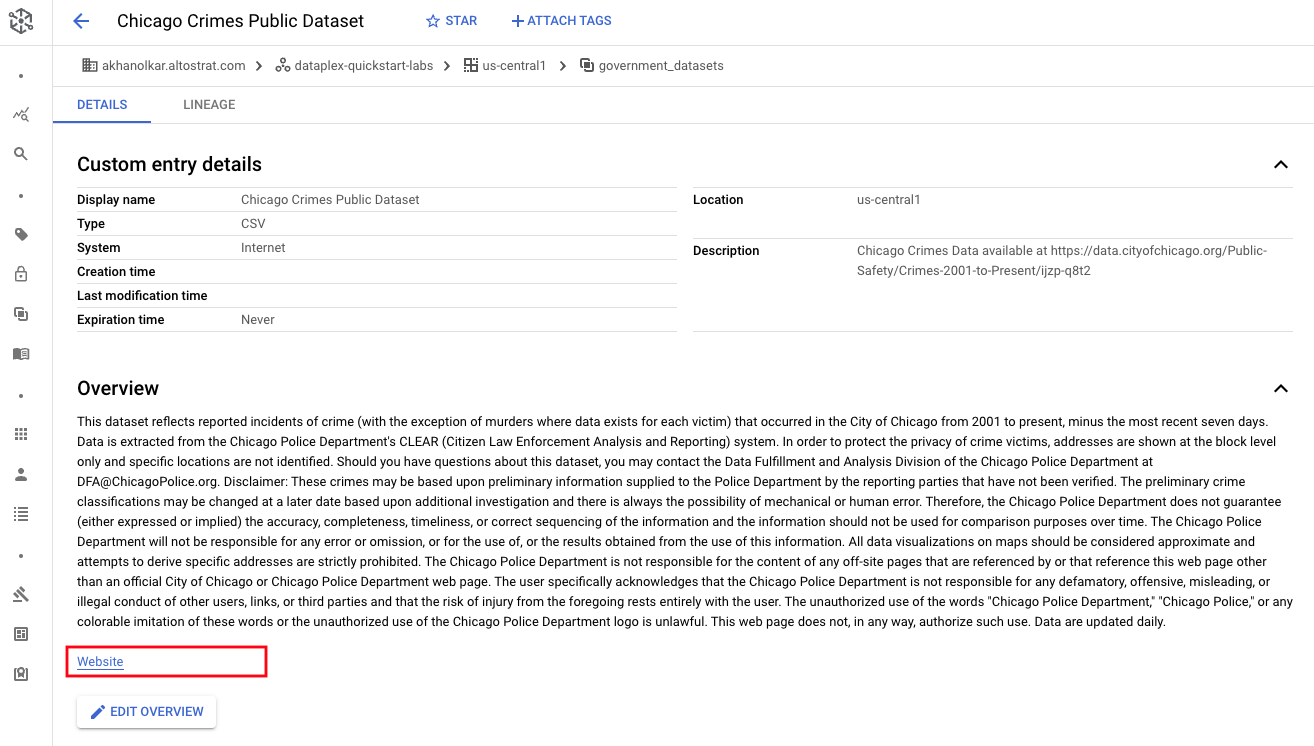 Chicago Crimes Public Dataset STAR ATTACH TAGS
akhanolkar.altostrat.com dataplex-quickstart-labs us-central1 government_datasets
DETAILS LINEAGE
Custom entry details
Display name Chicago Crimes Public Dataset
Type CSV
System Internet
Creation time
Last modification time
Expiration time Never
Location us-central1
Description Chicago Crimes Data available at https://data.cityofchicago.org/Public-
Safety/Crimes-2001-to-Present/ijzp-q8t2
Overview
This dataset reflects reported incidents of crime (with the exception of murders where data exists for each victim) that occurred in the City of Chicago from 2001 to present, minus the most recent seven days.
Data is extracted from the Chicago Police Department's CLEAR (Citizen Law Enforcement Analysis and Reporting) system. In order to protect the privacy of crime victims, addresses are shown at the block level
only and specific locations are not identified. Should you have questions about this dataset, you may contact the Data Fulfillment and Analysis Division of the Chicago Police Department at
DFA@ChicagoPolice.org. Disclaimer: These crimes may be based upon preliminary information supplied to the Police Department by the reporting parties that have not been verified. The preliminary crime
classifications may be changed at a later date based upon additional investigation and there is always the possibility of mechanical or human error. Therefore, the Chicago Police Department does not guarantee
(either expressed or implied) the accuracy, completeness, timeliness, or correct sequencing of the information and the information should not be used for comparison purposes over time. The Chicago Police
Department will not be responsible for any error or omission, or for the use of, or the results obtained from the use of this information. All data visualizations on maps should be considered approximate and
attempts to derive specific addresses are strictly prohibited. The Chicago Police Department is not responsible for the content of any off-site pages that are referenced by or that reference this web page other
than an official City of Chicago or Chicago Police Department web page. The user specifically acknowledges that the Chicago Police Department is not responsible for any defamatory, offensive, misleading, or
illegal conduct of other users, links, or third parties and that the risk of injury from the foregoing rests entirely with the user. The unauthorized use of the words "Chicago Police Department," "Chicago Police," or any
colorable imitation of these words or the unauthorized use of the Chicago Police Department logo is unlawful. This web page does not, in any way, authorize such use. Data are updated daily.
Website
EDIT OVERVIEW